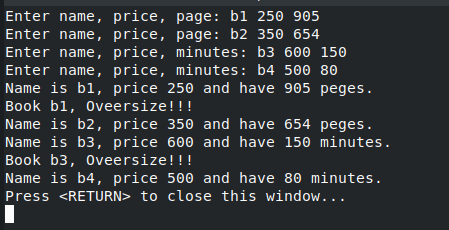 Enter name, price, page: b1 250 905
Enter name, price, page: b2 350 654
Enter name, price, minutes: b3 600 150
Enter name, price, minutes: b4 500 80
Name is b1, price 250 and have 905 peges.
Book b1, Oveersize!!!
Name is b2, price 350 and have 654 peges.
Name is b3, price 600 and have 150 minutes.
Book b3, Oveersize!!!
Name is b4, price 500 and have 80 minutes.
Press <RETURN> to close this window...